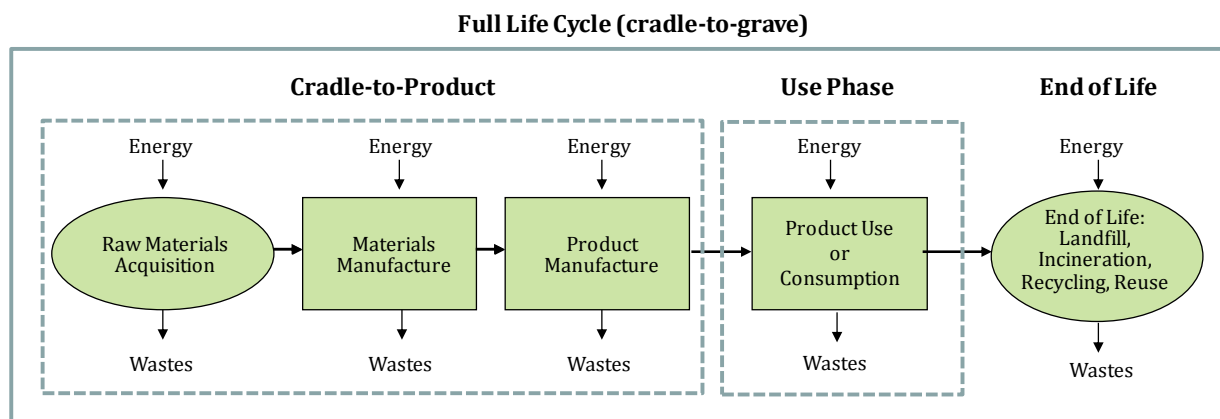 Full Life Cycle (cradle-to-grave)
Cradle-to-Product
Use Phase
End of Life
Energy
Energy
Energy
Energy
Energy
Raw Materials
Acquisition
Materials
Manufacture
Product
Manufacture
Product Use
or
Consumption
End of Life:
Landfill,
Incineration,
Recycling, Reuse
Wastes
Wastes
Wastes
Wastes
Wastes